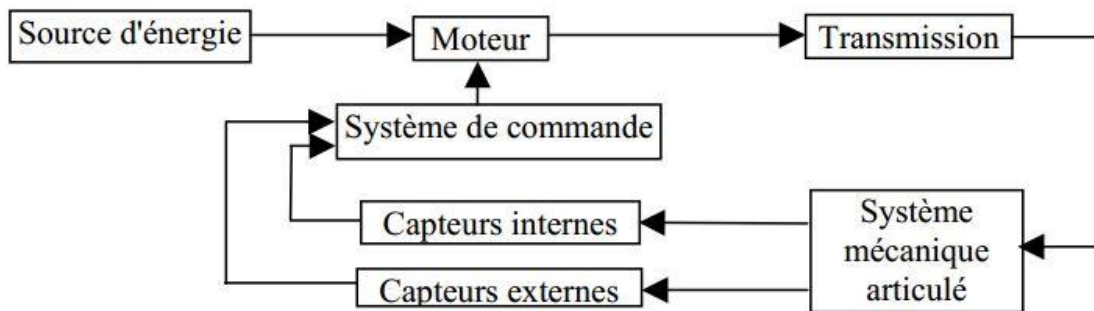 Source d'énergie
Moteur
Transmission
Système de commande
Capteurs internes
Capteurs externes
Système
mécanique
articulé